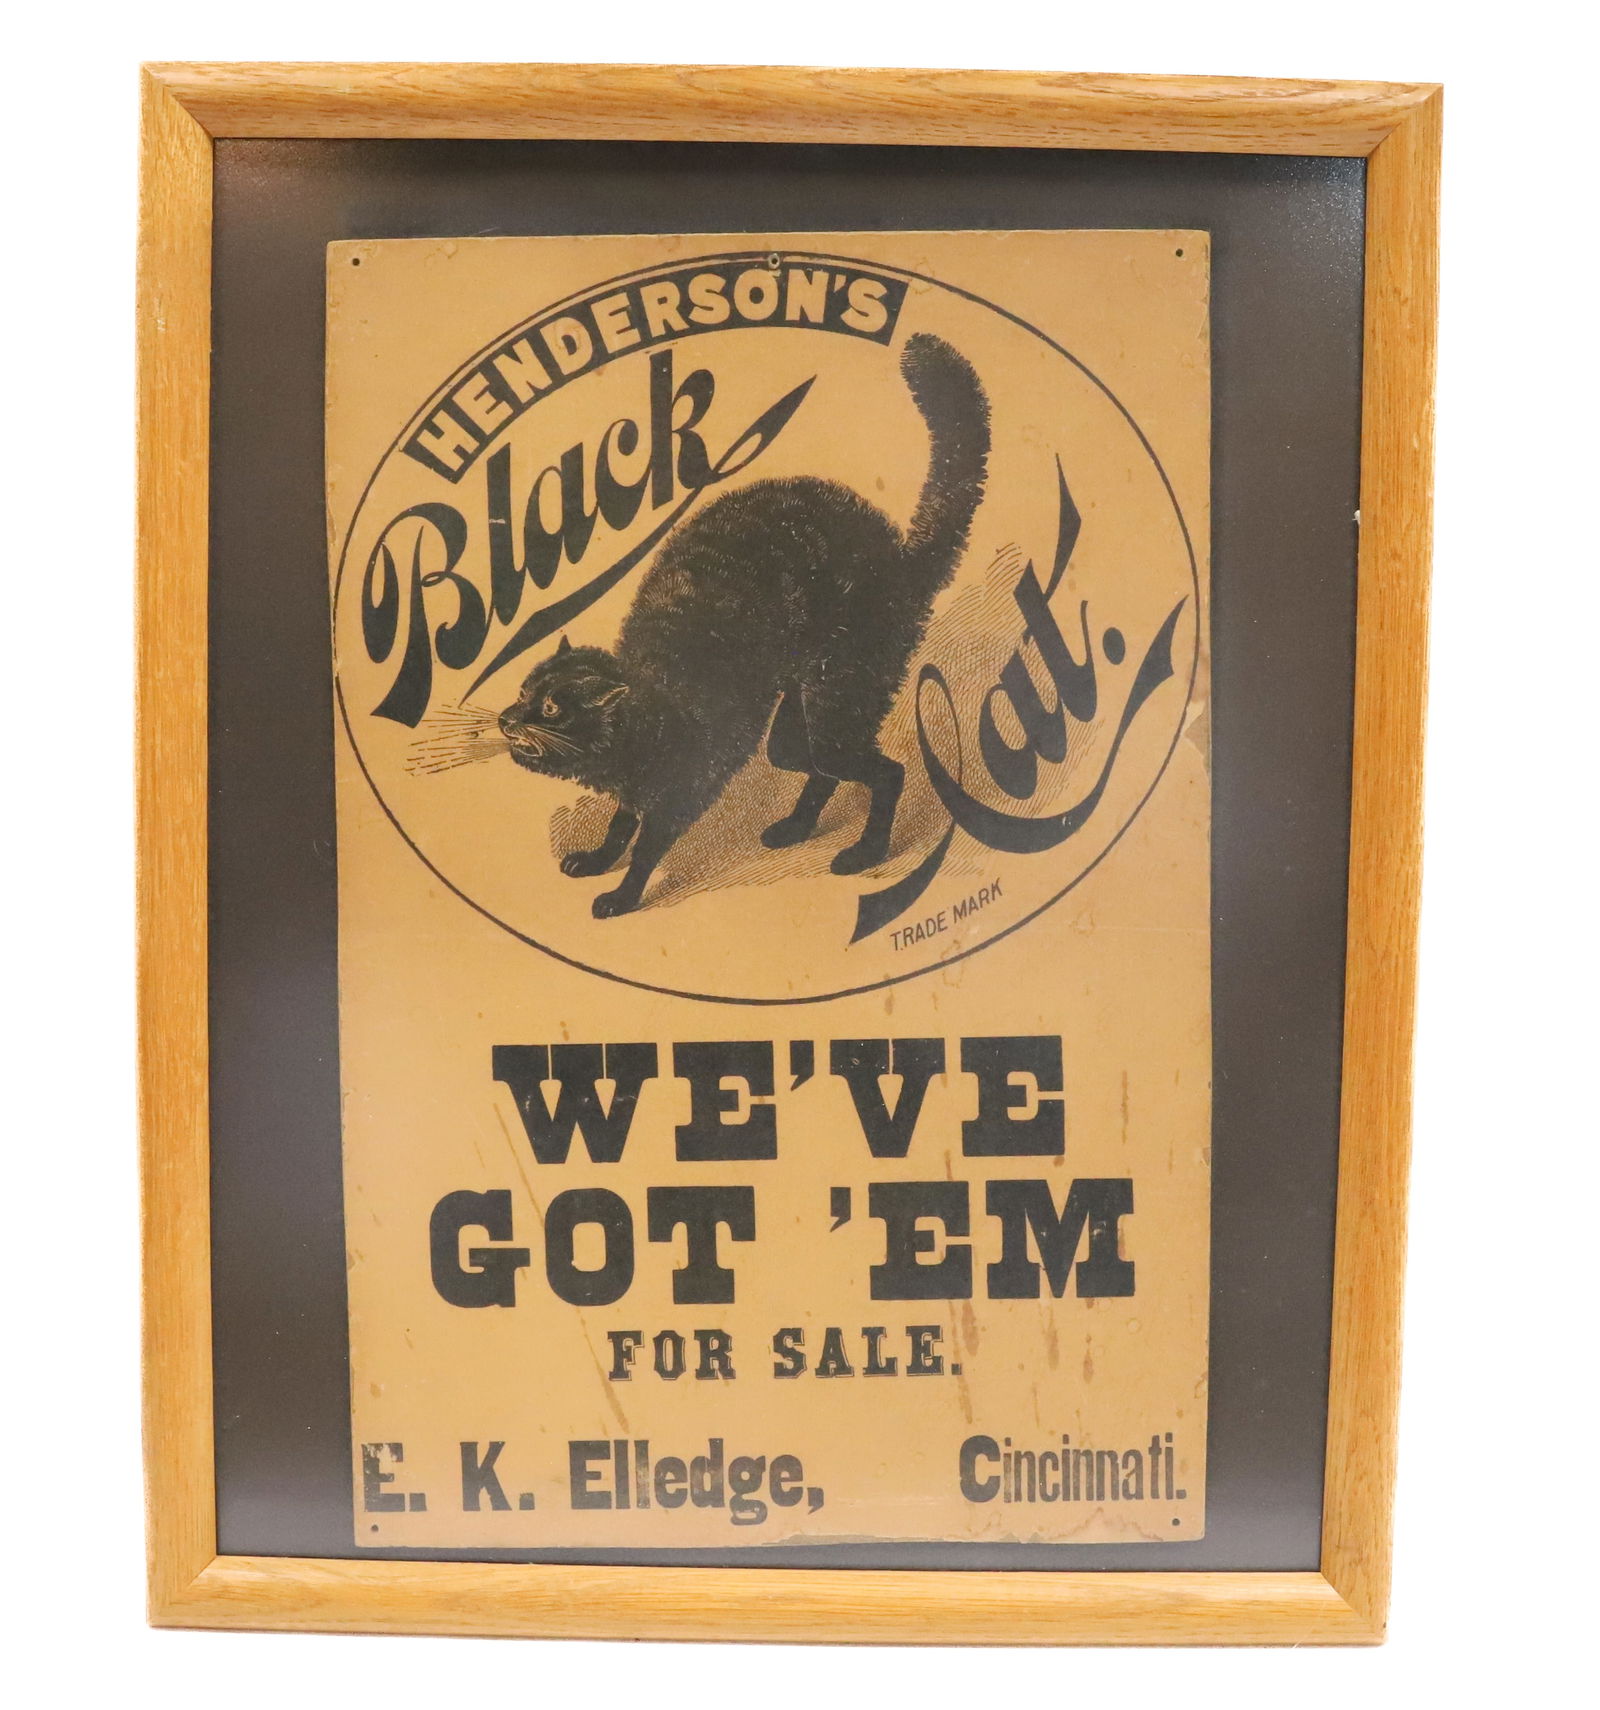 HENDERSON'S
Black
Cat.
TRADE MARK
WE'VE
GOT 'EM
FOR SALE.
E. K. Elledge, Cincinnati.